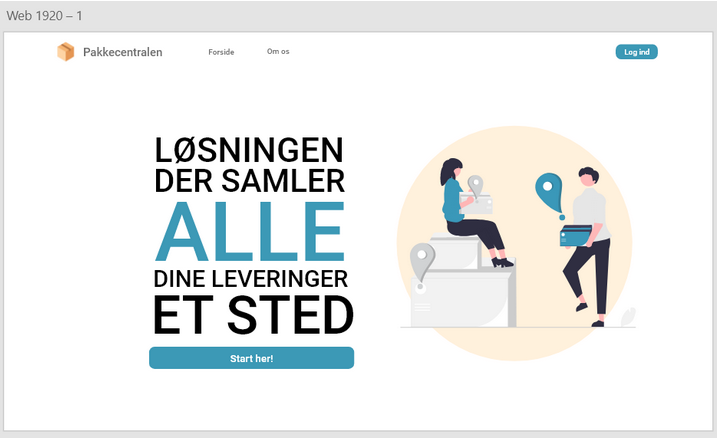 Web 1920 – 1
Pakkecentralen
Forside
Om os
Log ind
LØSNINGEN
DER SAMLER
ALLE
DINE LEVERINGER
ET STED
Start her!